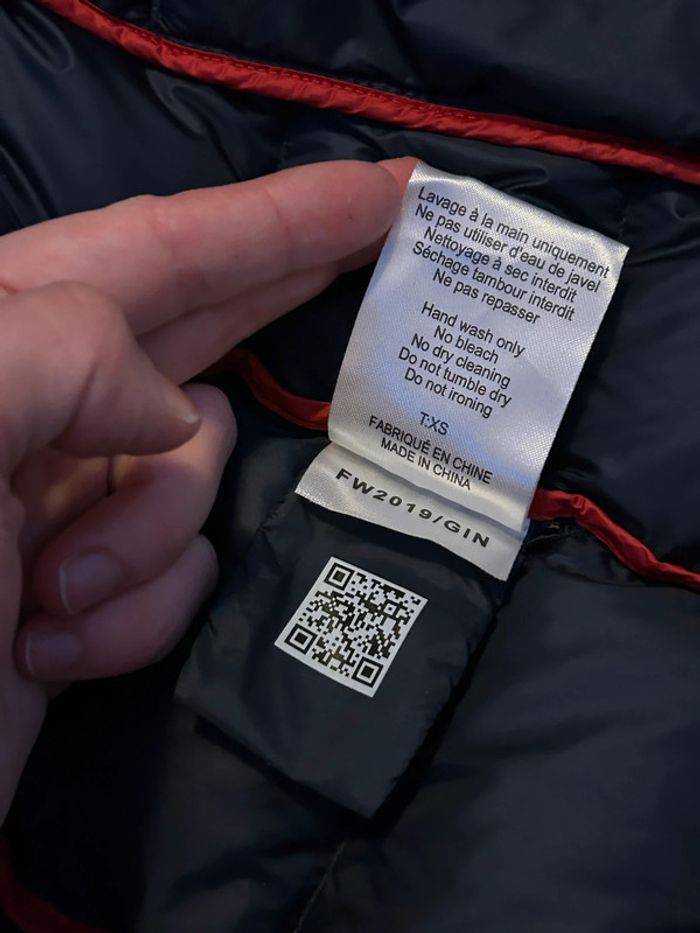 Lavage à la main uniquement
Ne pas utiliser d'eau de javel
Nettoyage à sec interdit
Séchage tambour interdit
Ne pas repasser
Hand wash only
No bleach
No dry cleaning
Do not tumble dry
Do not ironing
T:XS
FABRIQUÉ EN CHINE
MADE IN CHINA
FW2019/GIN